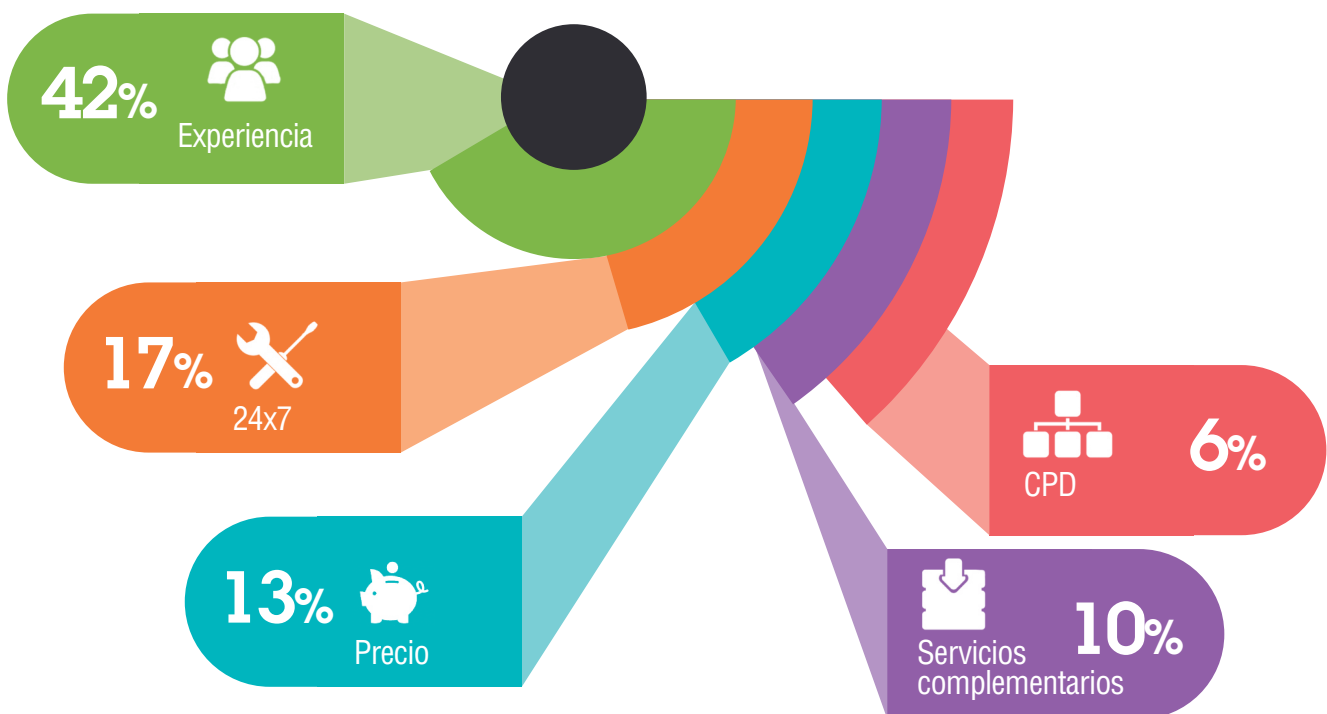 42%
Experiencia
17%
24x7
13%
Precio
CPD
6%
Servicios
complementarios
10%